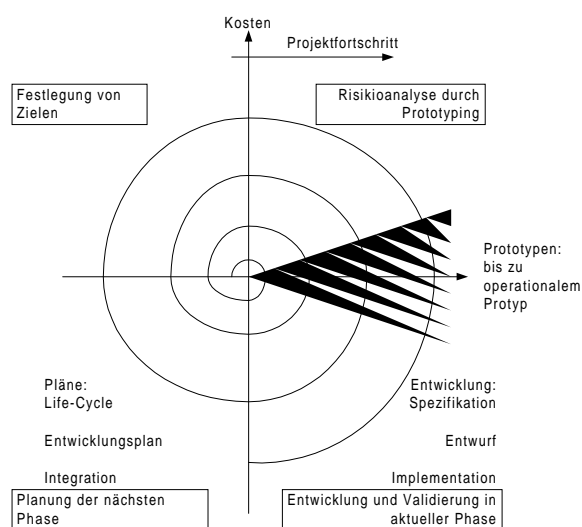 Kosten
Projektfortschritt
Festlegung von
Zielen
Risikioanalyse durch
Prototyping
Prototypen:
bis zu
operationalem
Protyp
Pläne:
Life-Cycle
Entwicklungsplan
Integration
Planung der nächsten
Phase
Entwicklung:
Spezifikation
Entwurf
Implementation
Entwicklung und Validierung in
aktueller Phase